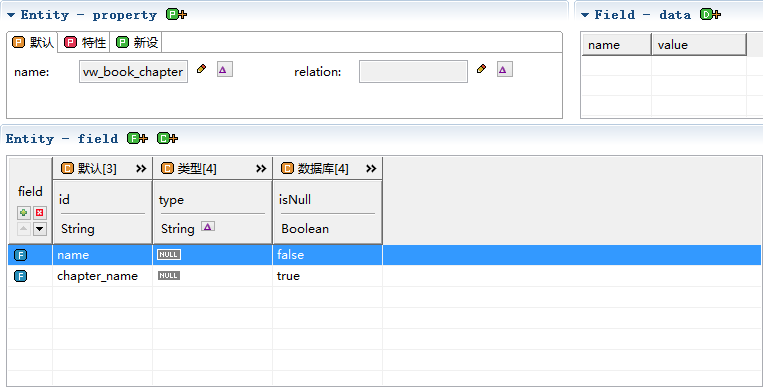 Entity - property
Field - data
默认 特性 新设
name: vw_book_chapter relation:
name value
Entity - field
field 默认[3] 类型[4] 数据库[4]
id type isNull
String String Boolean
name NULL false
chapter_name NULL true